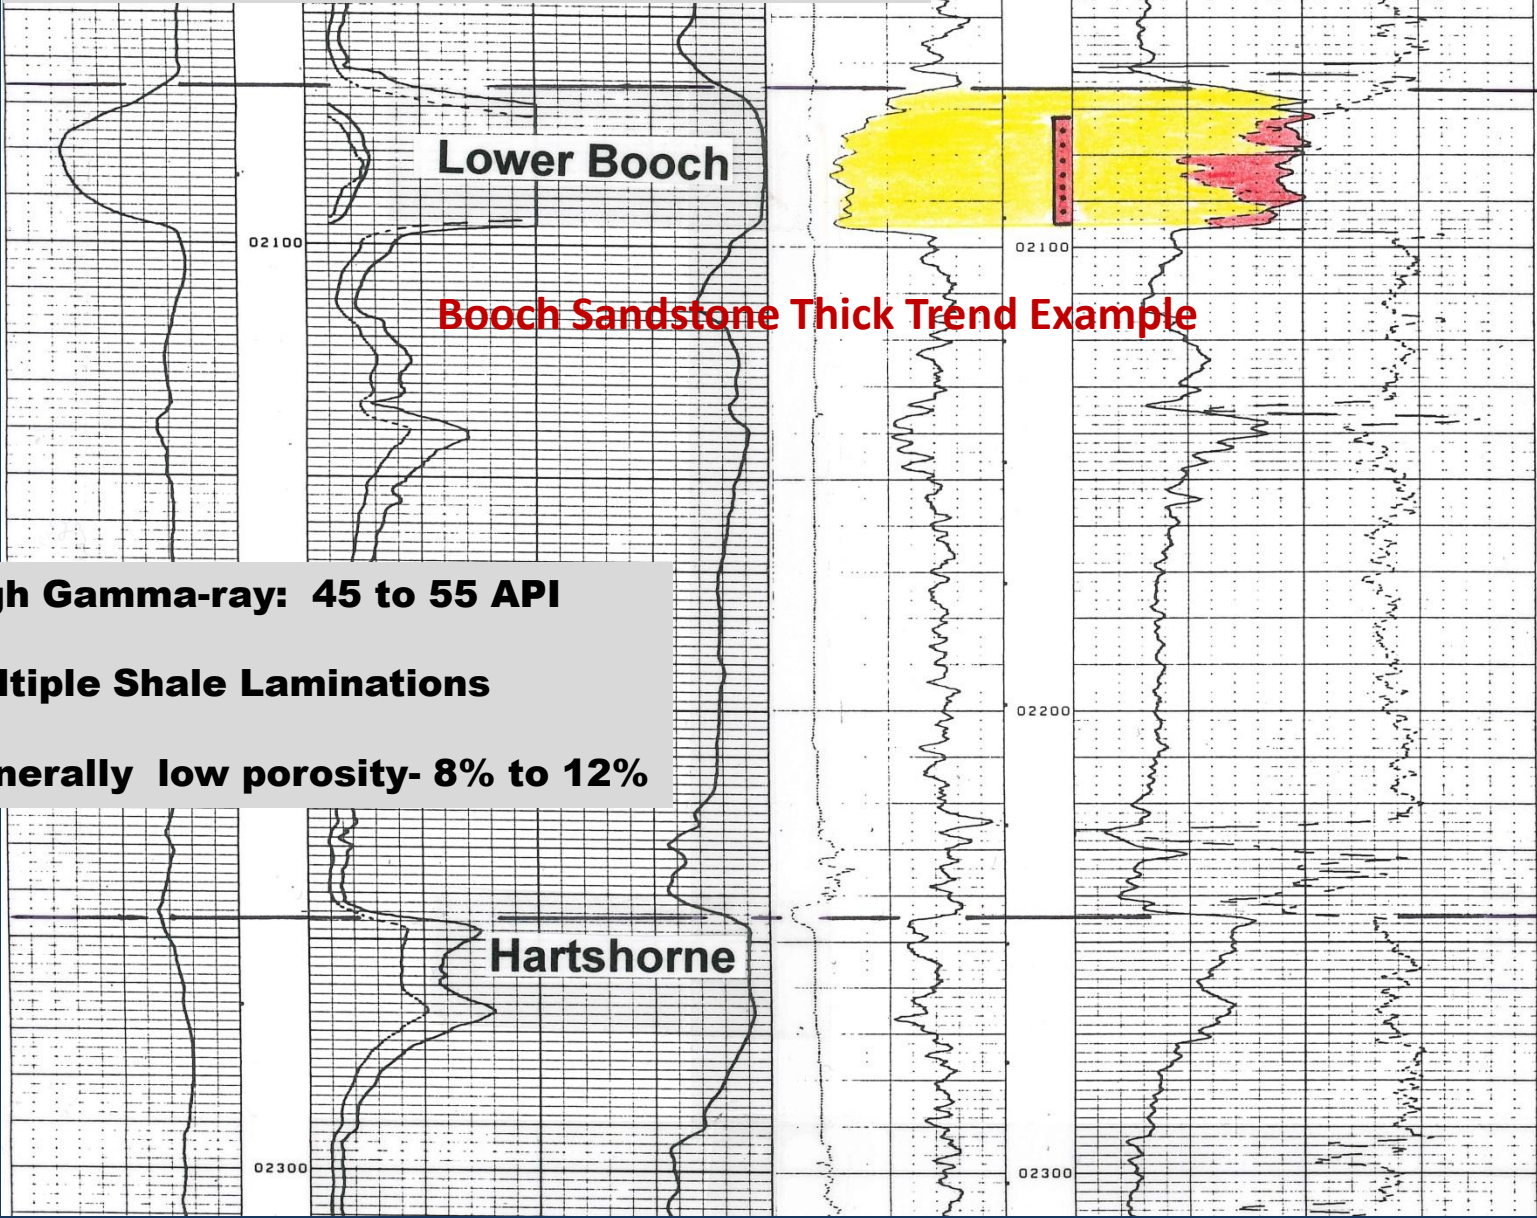 Lower Booch
02100
02100
Booch Sandstone Thick Trend Example
gh Gamma-ray: 45 to 55 API
ltiple Shale Laminations
02200
nerally low porosity- 8% to 12%
Hartshorne
02300
02300